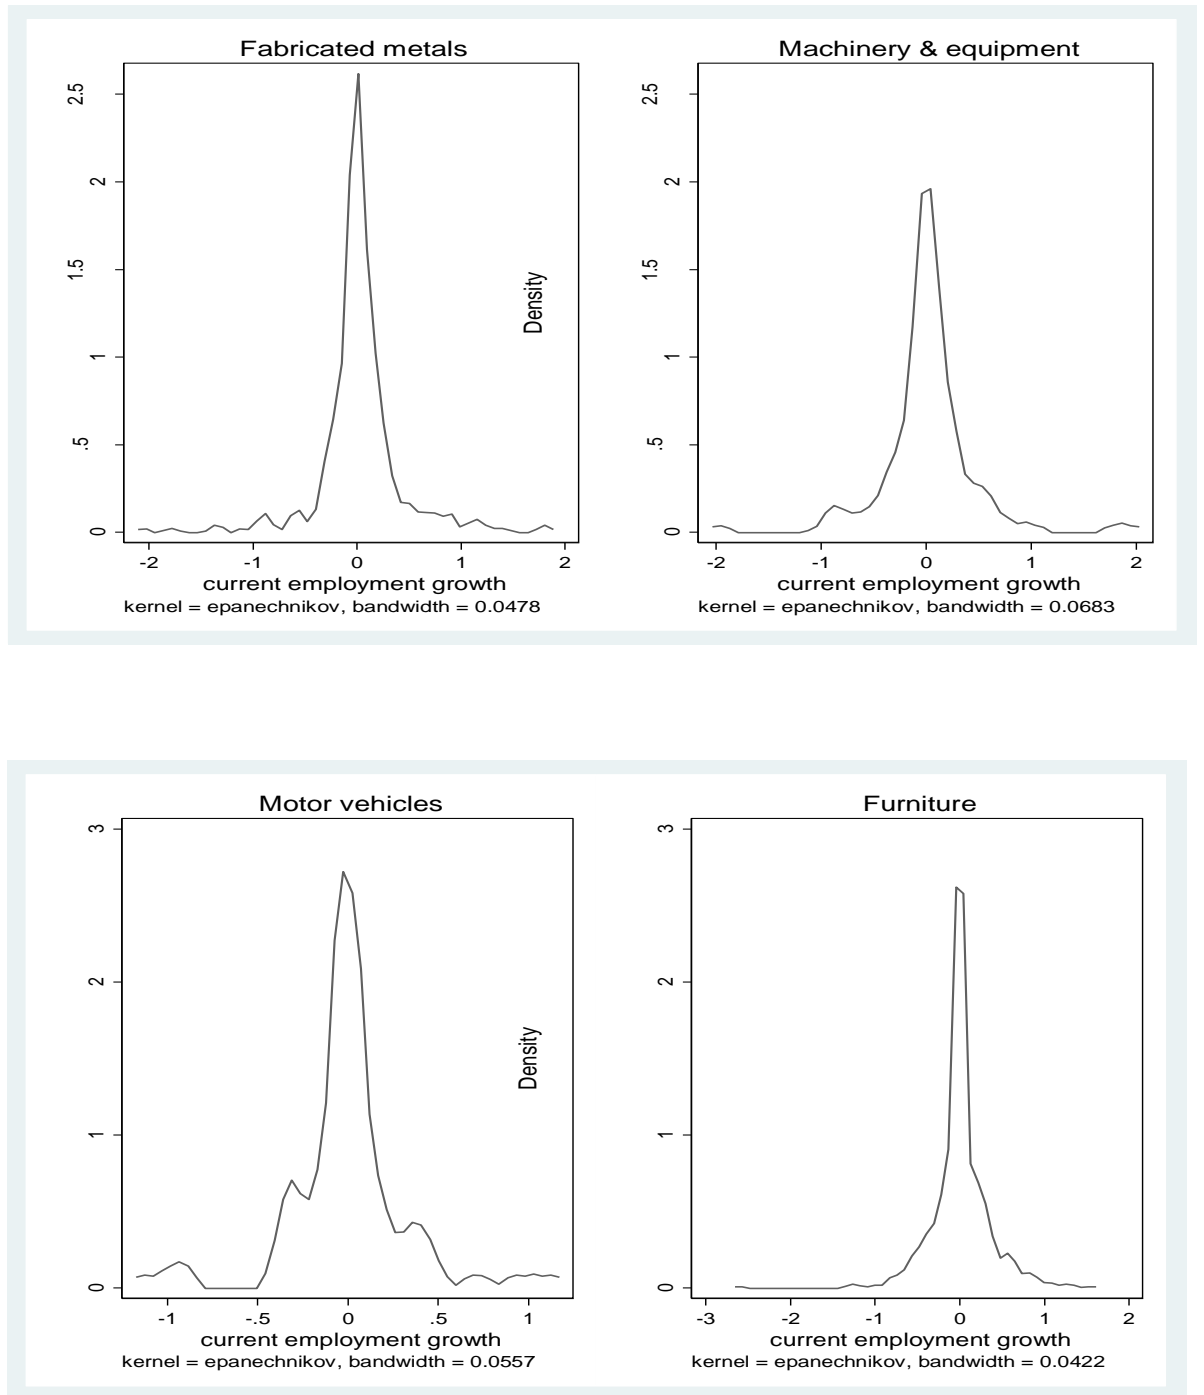 Fabricated metals
2.5
2
1.5
1
.5
0
-2 -1 0 1 2
current employment growth
kernel = epanechnikov, bandwidth = 0.0478
Machinery & equipment
Density
2.5
2
1.5
1
.5
0
-2 -1 0 1 2
current employment growth
kernel = epanechnikov, bandwidth = 0.0683
Motor vehicles
3
2
1
0
-1 -.5 0 .5 1
current employment growth
kernel = epanechnikov, bandwidth = 0.0557
Furniture
Density
3
2
1
0
-3 -2 -1 0 1 2
current employment growth
kernel = epanechnikov, bandwidth = 0.0422